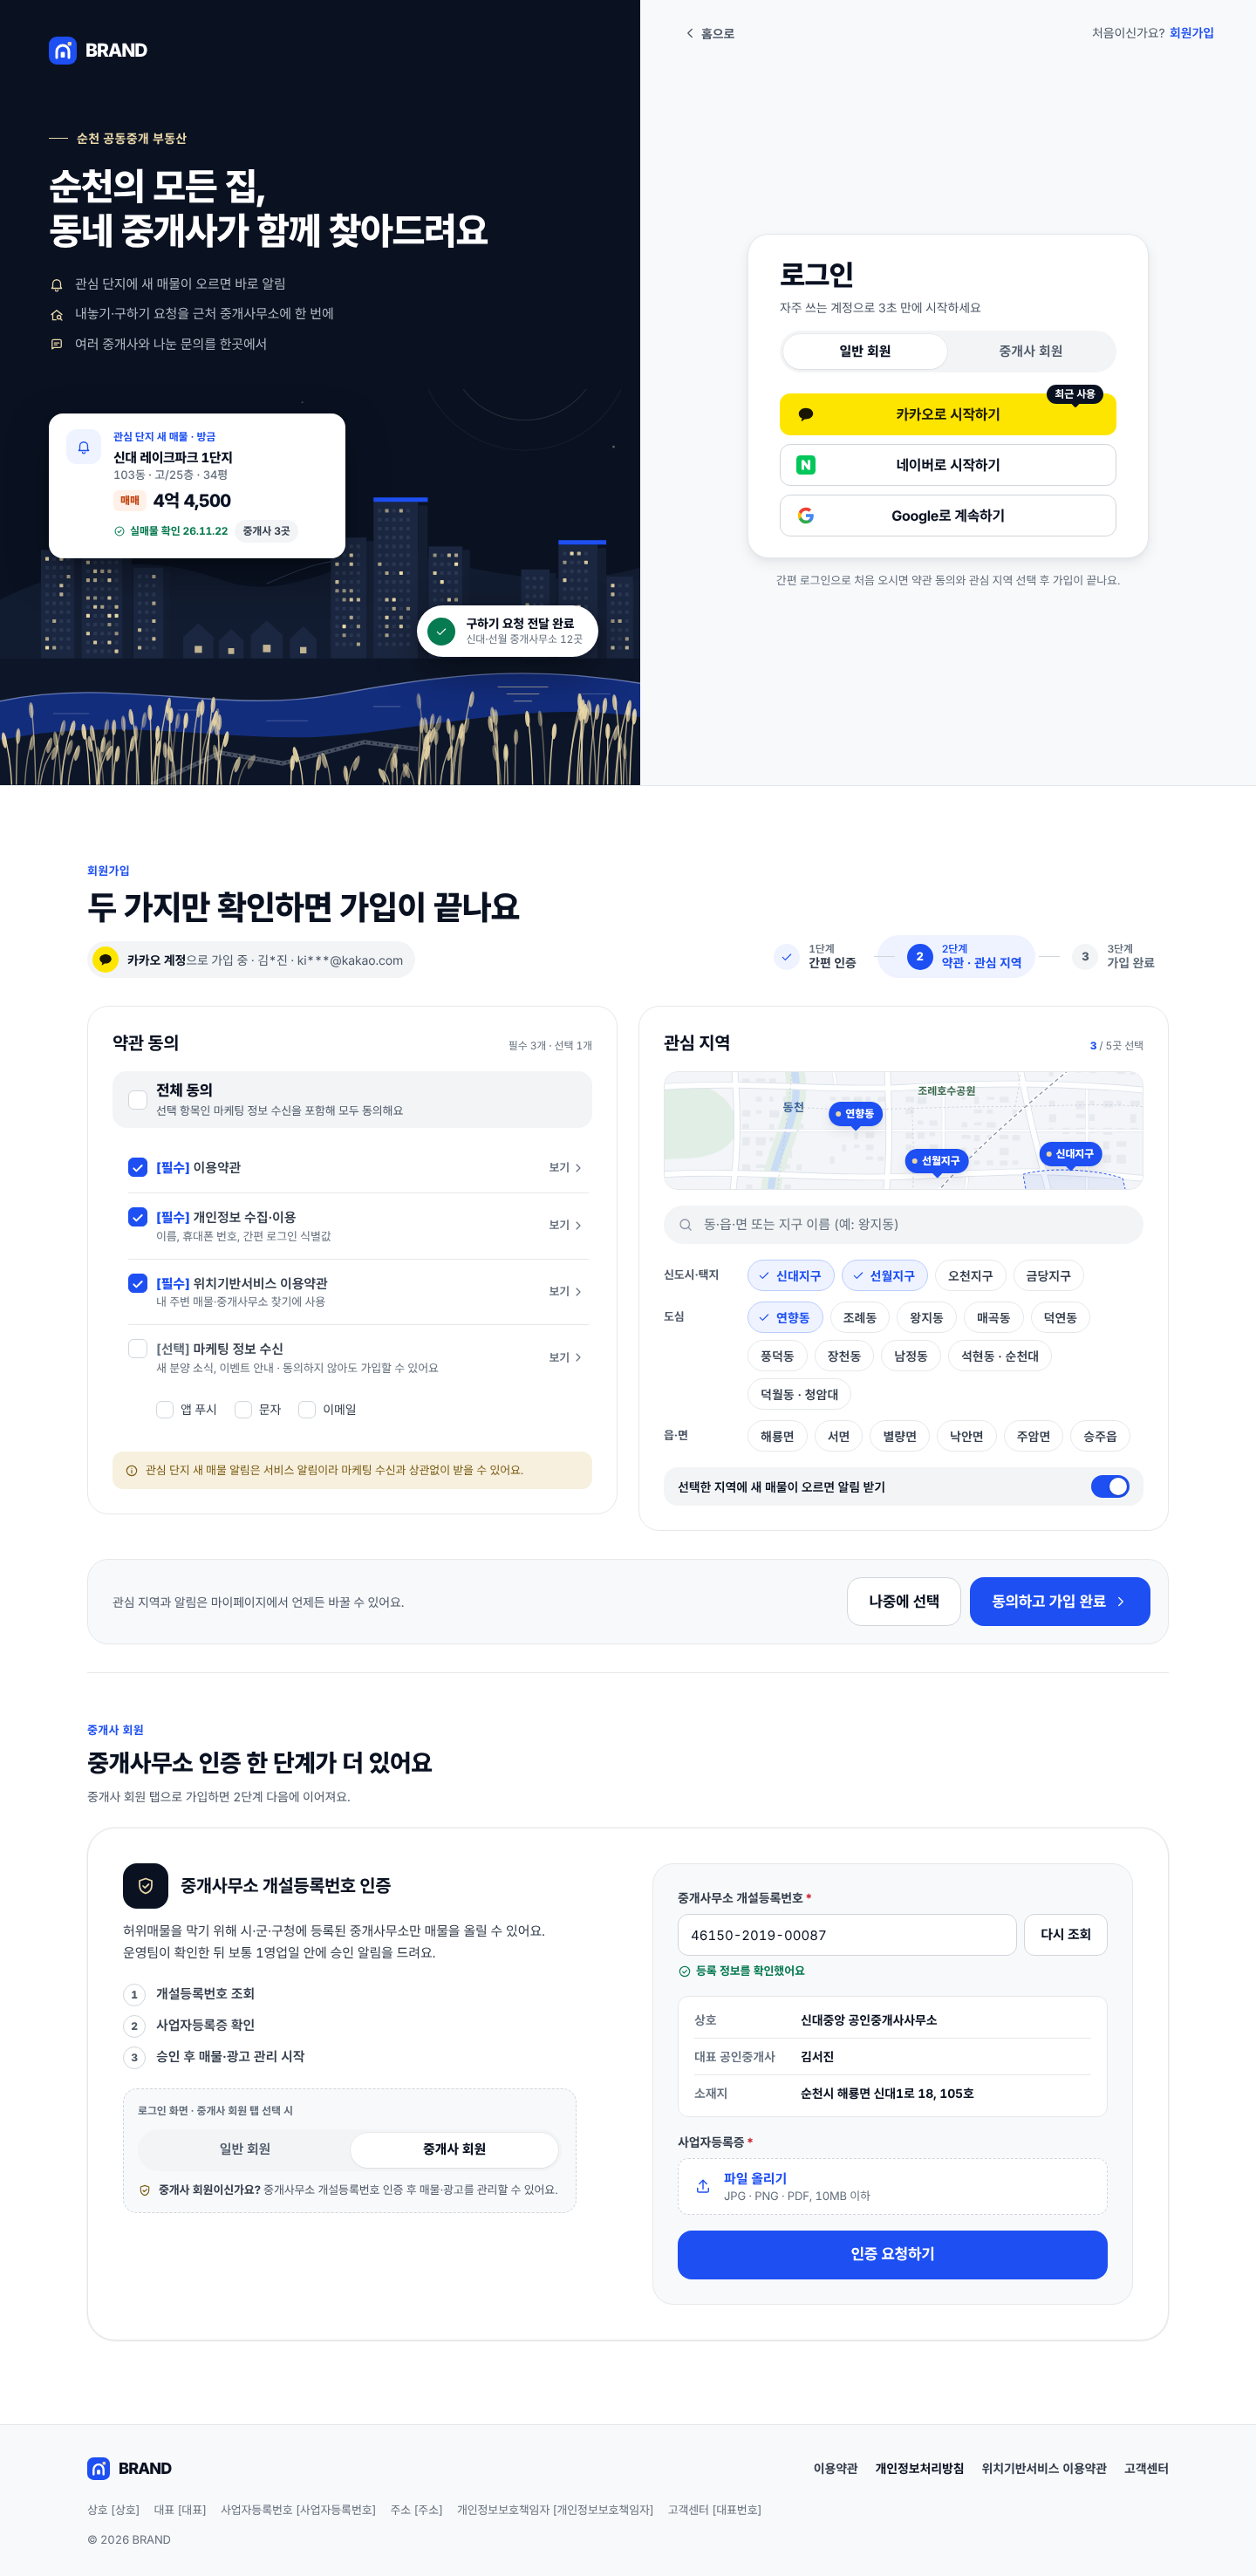 BRAND
홈으로
처음이신가요? 회원가입
순천 공동중개 부동산
순천의 모든 집,
동네 중개사가 함께 찾아드려요
관심 단지에 새 매물이 오르면 바로 알림
내놓기·구하기 요청을 근처 중개사무소에 한 번에
여러 중개사와 나눈 문의를 한곳에서
관심 단지 새 매물 · 방금
신대 레이크파크 1단지
103동 · 고/25층 · 34평
매매 4억 4,500
실매물 확인 26.11.22 중개사 3곳
구하기 요청 전달 완료
신대·선월 중개사무소 12곳
로그인
자주 쓰는 계정으로 3초 만에 시작하세요
일반 회원
중개사 회원
최근 사용
카카오로 시작하기
네이버로 시작하기
Google로 계속하기
간편 로그인으로 처음 오시면 약관 동의와 관심 지역 선택 후 가입이 끝나요.
회원가입
두 가지만 확인하면 가입이 끝나요
카카오 계정으로 가입 중 · 김*진 · ki***@kakao.com
1단계
간편 인증
2
2단계
약관 · 관심 지역
3
3단계
가입 완료
약관 동의
필수 3개 · 선택 1개
전체 동의
선택 항목인 마케팅 정보 수신을 포함해 모두 동의해요
[필수] 이용약관
보기
[필수] 개인정보 수집·이용
이름, 휴대폰 번호, 간편 로그인 식별값
보기
[필수] 위치기반서비스 이용약관
내 주변 매물·중개사무소 찾기에 사용
보기
[선택] 마케팅 정보 수신
새 분양 소식, 이벤트 안내 · 동의하지 않아도 가입할 수 있어요
보기
앱 푸시
문자
이메일
관심 단지 새 매물 알림은 서비스 알림이라 마케팅 수신과 상관없이 받을 수 있어요.
관심 지역
3 / 5곳 선택
조례호수공원
동천
연향동
선월지구
신대지구
동·읍·면 또는 지구 이름 (예: 왕지동)
신도시·택지
신대지구
선월지구
오천지구
금당지구
도심
연향동
조례동
왕지동
매곡동
덕연동
풍덕동
장천동
남정동
석현동 · 순천대
덕월동 · 청암대
읍·면
해룡면
서면
별량면
낙안면
주암면
승주읍
선택한 지역에 새 매물이 오르면 알림 받기
관심 지역과 알림은 마이페이지에서 언제든 바꿀 수 있어요.
나중에 선택
동의하고 가입 완료
중개사 회원
중개사무소 인증 한 단계가 더 있어요
중개사 회원 탭으로 가입하면 2단계 다음에 이어져요.
중개사무소 개설등록번호 인증
허위매물을 막기 위해 시·군·구청에 등록된 중개사무소만 매물을 올릴 수 있어요.
운영팀이 확인한 뒤 보통 1영업일 안에 승인 알림을 드려요.
1 개설등록번호 조회
2 사업자등록증 확인
3 승인 후 매물·광고 관리 시작
로그인 화면 · 중개사 회원 탭 선택 시
일반 회원
중개사 회원
중개사 회원이신가요? 중개사무소 개설등록번호 인증 후 매물·광고를 관리할 수 있어요.
중개사무소 개설등록번호 *
46150-2019-00087
다시 조회
등록 정보를 확인했어요
상호
신대중앙 공인중개사사무소
대표 공인중개사
김서진
소재지
순천시 해룡면 신대1로 18, 105호
사업자등록증 *
파일 올리기
JPG · PNG · PDF, 10MB 이하
인증 요청하기
BRAND
이용약관
개인정보처리방침
위치기반서비스 이용약관
고객센터
상호 [상호]
대표 [대표]
사업자등록번호 [사업자등록번호]
주소 [주소]
개인정보보호책임자 [개인정보보호책임자]
고객센터 [대표번호]
© 2026 BRAND